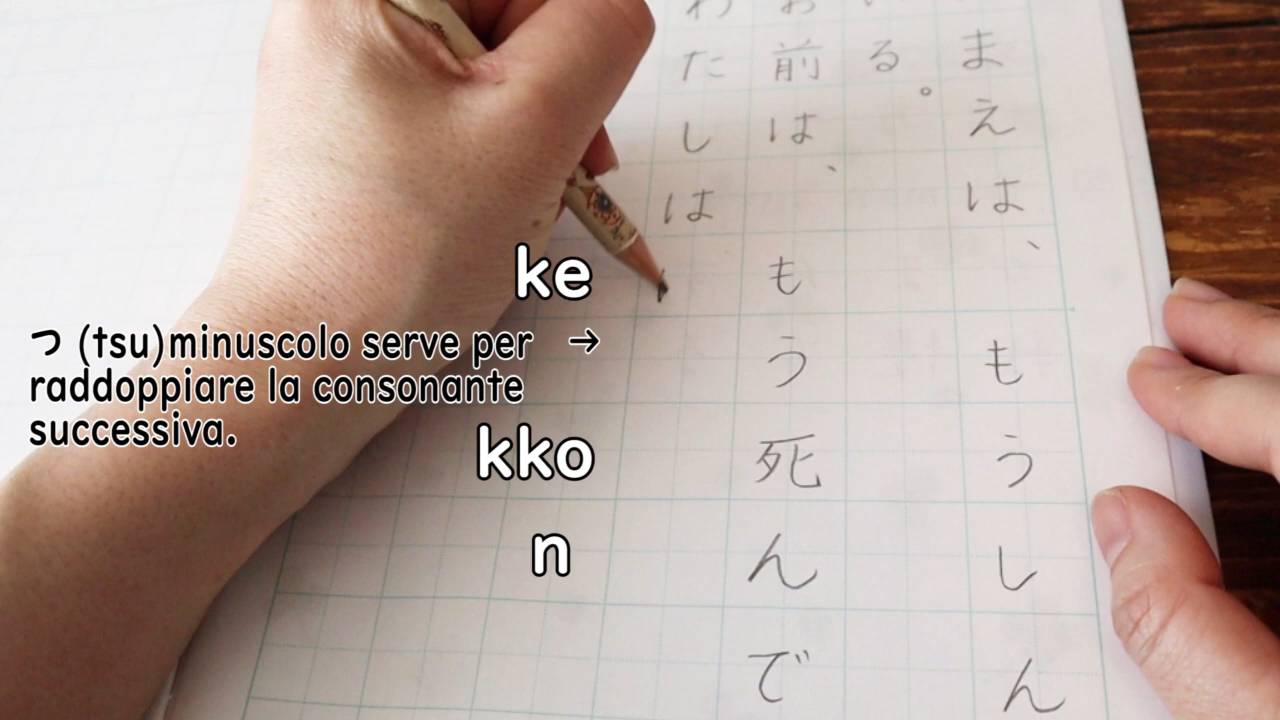 まえは、もうしん
いる。
お前は、もう死んで
わたしは
ke
っ (tsu)minuscolo serve per →
raddoppiare la consonante
successiva.
kko
n